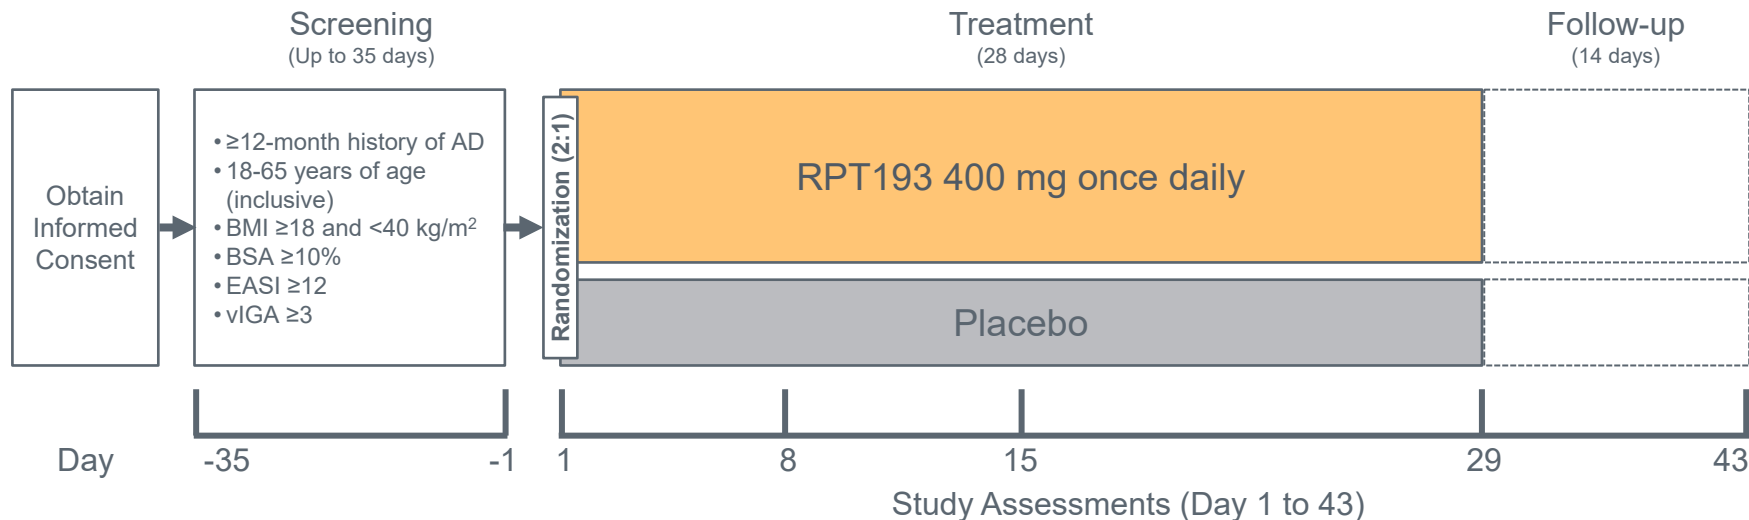 Screening
(Up to 35 days)
Treatment
(28 days)
Follow-up
(14 days)
Obtain
Informed
Consent
• ≥12-month history of AD
• 18-65 years of age
(inclusive)
• BMI ≥18 and <40 kg/m²
• BSA ≥10%
• EASI ≥12
• vIGA ≥3
Randomization (2:1)
RPT193 400 mg once daily
Placebo
Day -35 -1 1 8 15 29 43
Study Assessments (Day 1 to 43)